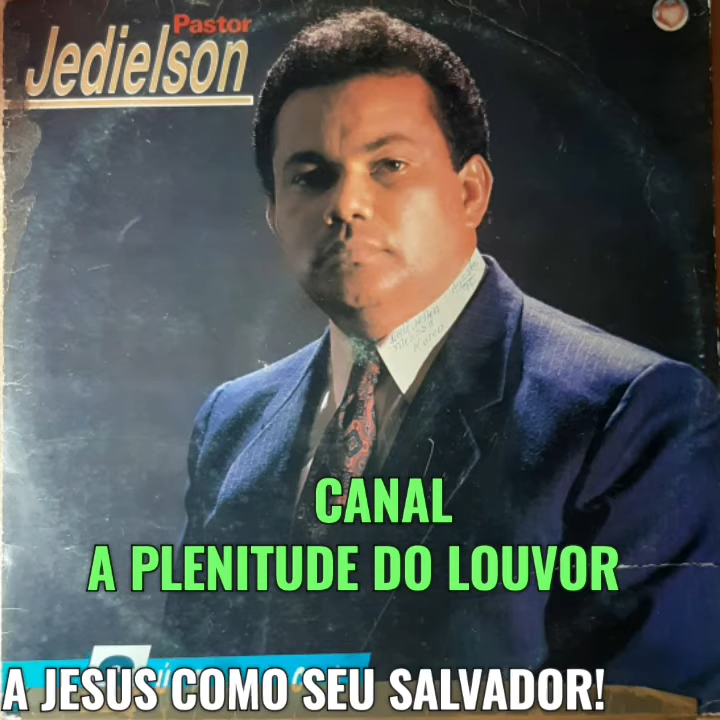 Pastor
Jedielson
CANAL
A PLENITUDE DO LOUVOR
A JESUS COMO SEU SALVADOR!